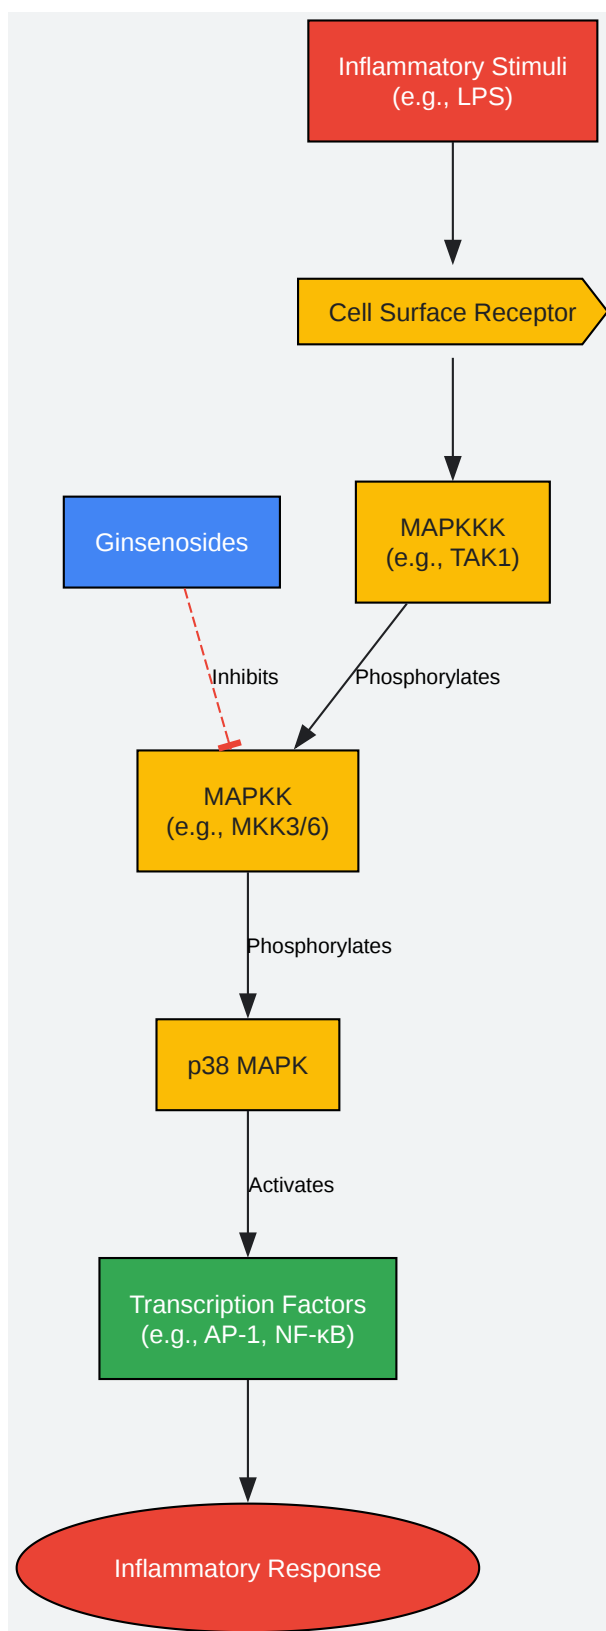 Inflammatory Stimuli
(e.g., LPS)
Cell Surface Receptor
MAPKKK
(e.g., TAK1)
Ginsenosides
Inhibits
Phosphorylates
MAPKK
(e.g., MKK3/6)
Phosphorylates
p38 MAPK
Activates
Transcription Factors
(e.g., AP-1, NF-κB)
Inflammatory Response